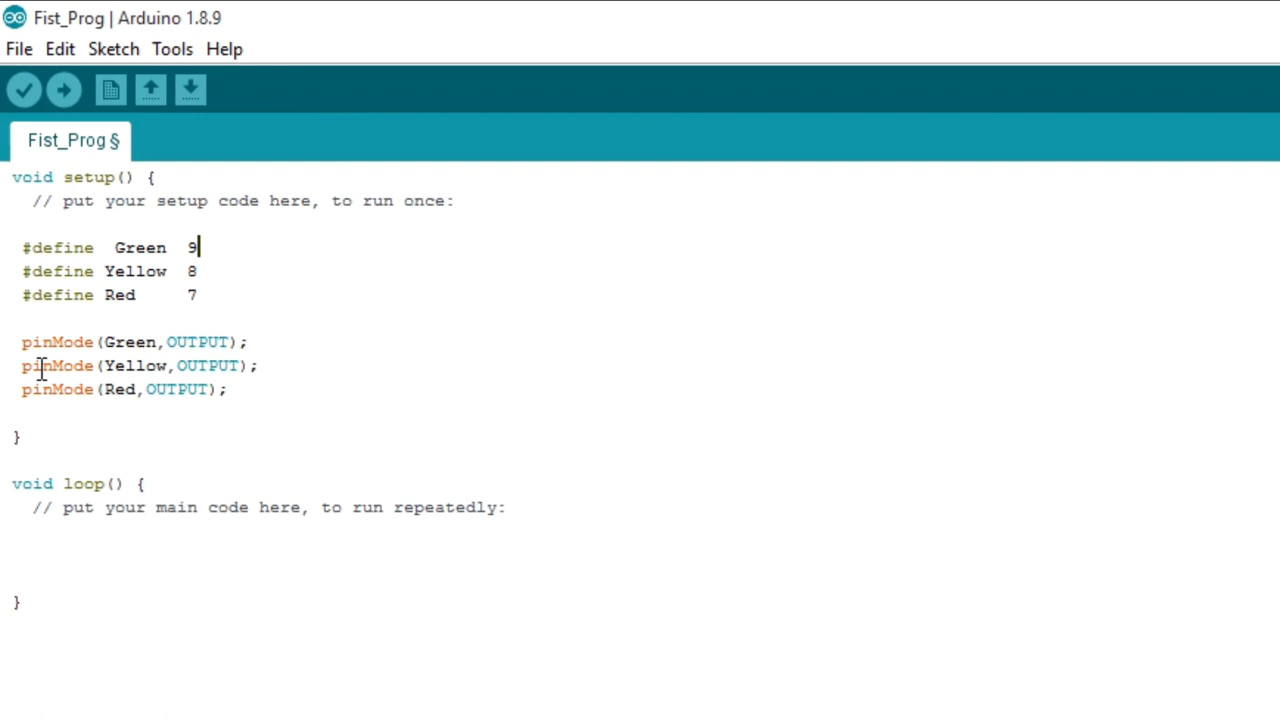 Fist_Prog | Arduino 1.8.9
File Edit Sketch Tools Help
Fist_Prog §
void setup() {
  // put your setup code here, to run once:
 #define  Green  9
 #define Yellow  8
 #define Red     7
 pinMode(Green,OUTPUT);
 pinMode(Yellow,OUTPUT);
 pinMode(Red,OUTPUT);
}
void loop() {
  // put your main code here, to run repeatedly:
}